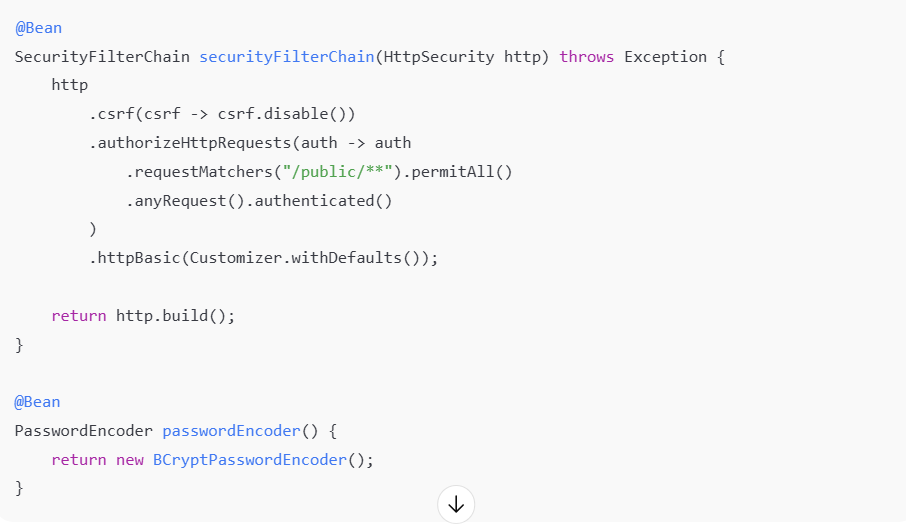 @Bean
SecurityFilterChain securityFilterChain(HttpSecurity http) throws Exception {
    http
        .csrf(csrf -> csrf.disable())
        .authorizeHttpRequests(auth -> auth
            .requestMatchers("/public/**").permitAll()
            .anyRequest().authenticated()
        )
        .httpBasic(Customizer.withDefaults());

    return http.build();
}

@Bean
PasswordEncoder passwordEncoder() {
    return new BCryptPasswordEncoder();
}